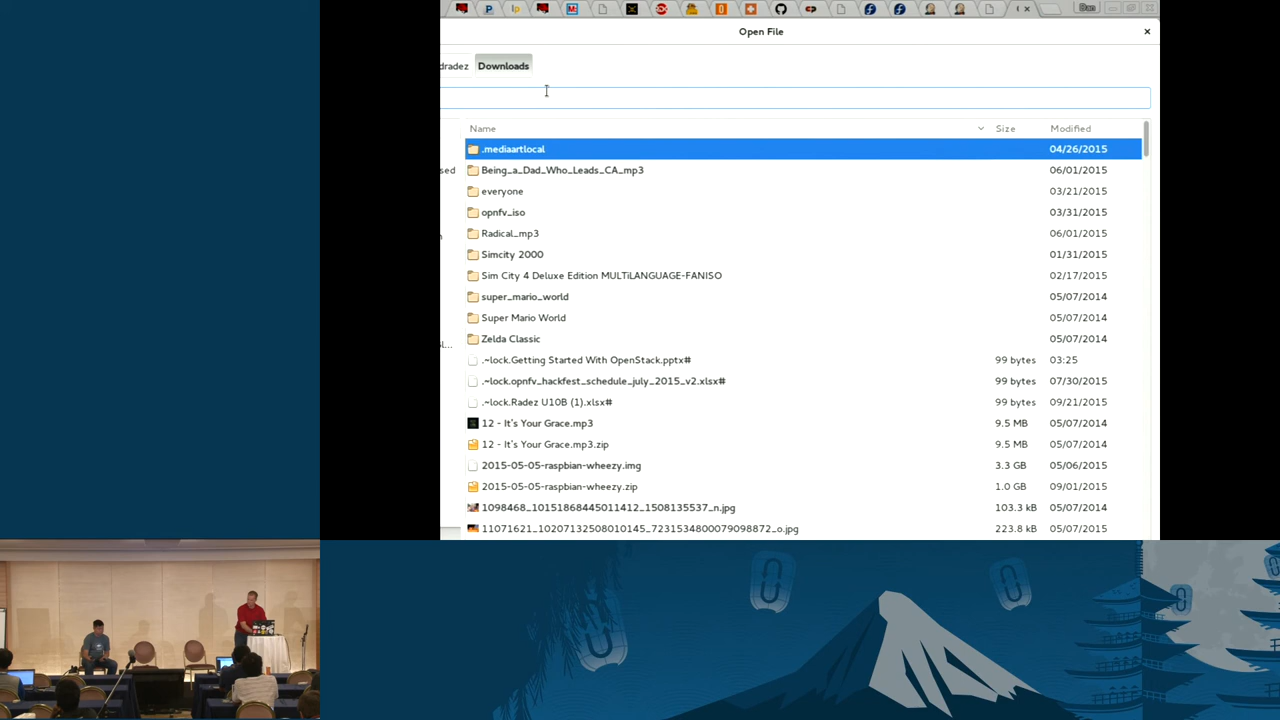 Dan
Open File
dradez Downloads
Name Size Modified
.mediaartlocal 04/26/2015
sed Being_a_Dad_Who_Leads_CA_mp3 06/01/2015
everyone 03/21/2015
opnfv_iso 03/31/2015
Radical_mp3 06/01/2015
Simcity 2000 01/31/2015
Sim City 4 Deluxe Edition MULTiLANGUAGE-FANISO 02/17/2015
super_mario_world 05/07/2014
Super Mario World 05/07/2014
Zelda Classic 05/07/2014
.~lock.Getting Started With OpenStack.pptx# 99 bytes 03:25
.~lock.opnfv_hackfest_schedule_july_2015_v2.xlsx# 99 bytes 07/30/2015
.~lock.Radez U10B (1).xlsx# 99 bytes 09/21/2015
12 - It's Your Grace.mp3 9.5 MB 05/07/2014
12 - It's Your Grace.mp3.zip 9.5 MB 05/07/2014
2015-05-05-raspbian-wheezy.img 3.3 GB 05/06/2015
2015-05-05-raspbian-wheezy.zip 1.0 GB 09/01/2015
1098468_10151868445011412_1508135537_n.jpg 103.3 kB 05/07/2014
11071621_10207132508010145_7231534800079098872_o.jpg 223.8 kB 05/07/2015